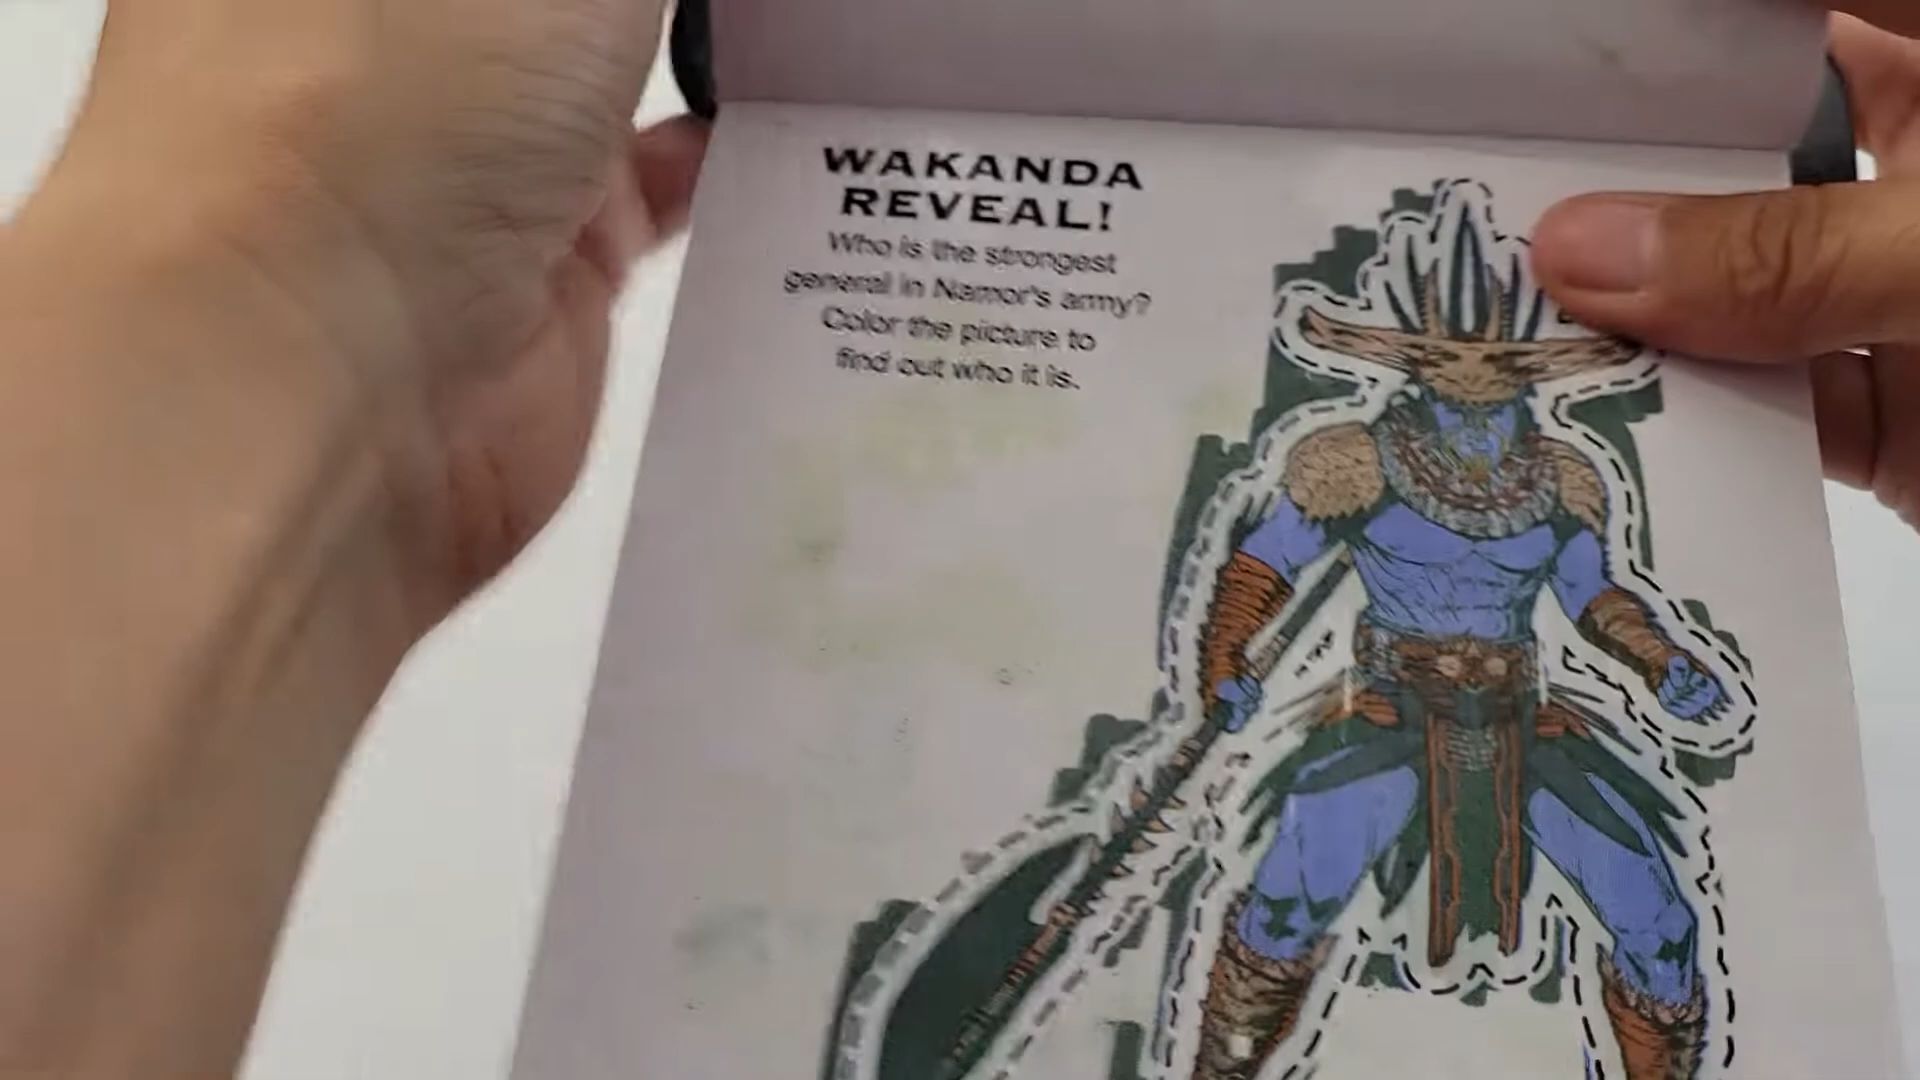 WAKANDA
REVEAL!
Who is the strongest
general in Namor's army?
Color the picture to
find out who it is.